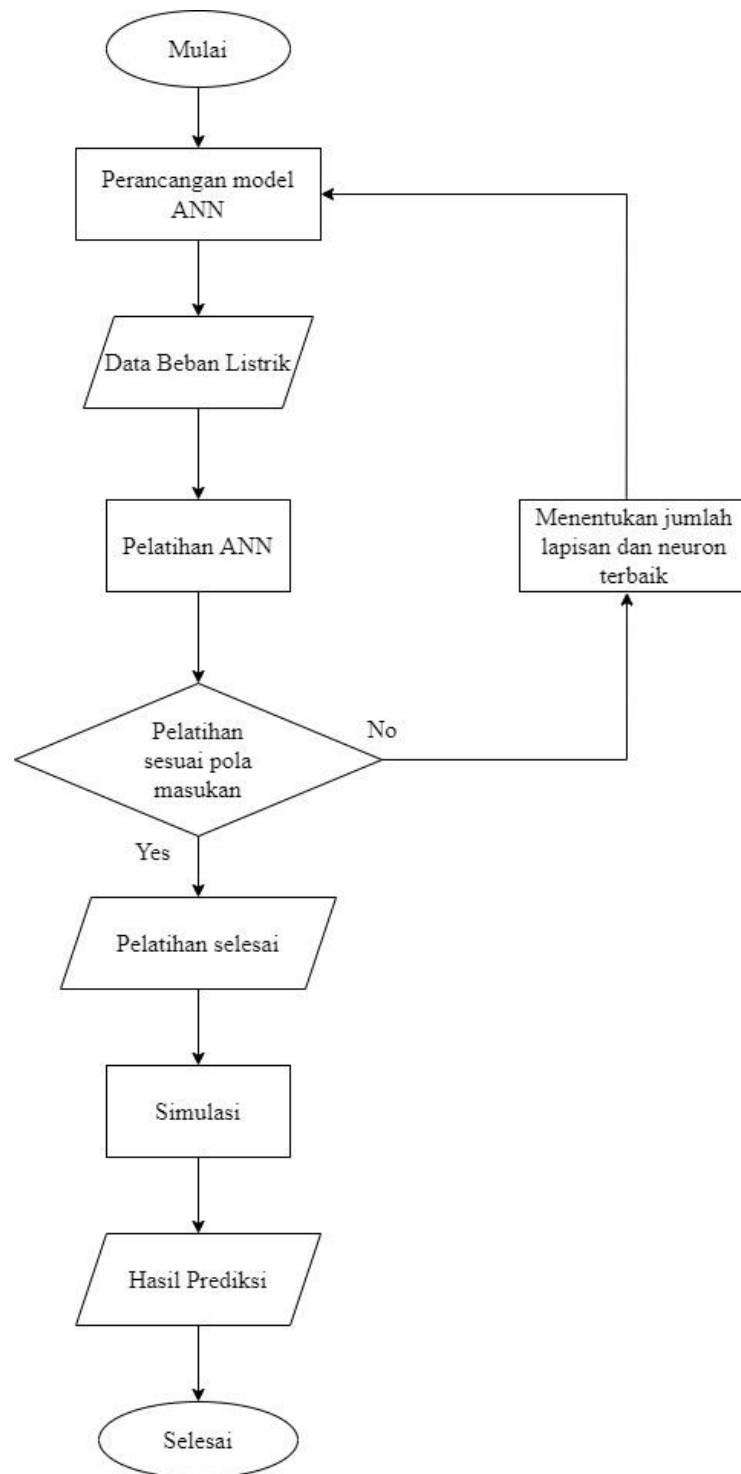 Mulai
Perancangan model
ANN
Data Beban Listrik
Pelatihan ANN
Menentukan jumlah
lapisan dan neuron
terbaik
Pelatihan
sesuai pola
masukan
No
Yes
Pelatihan selesai
Simulasi
Hasil Prediksi
Selesai